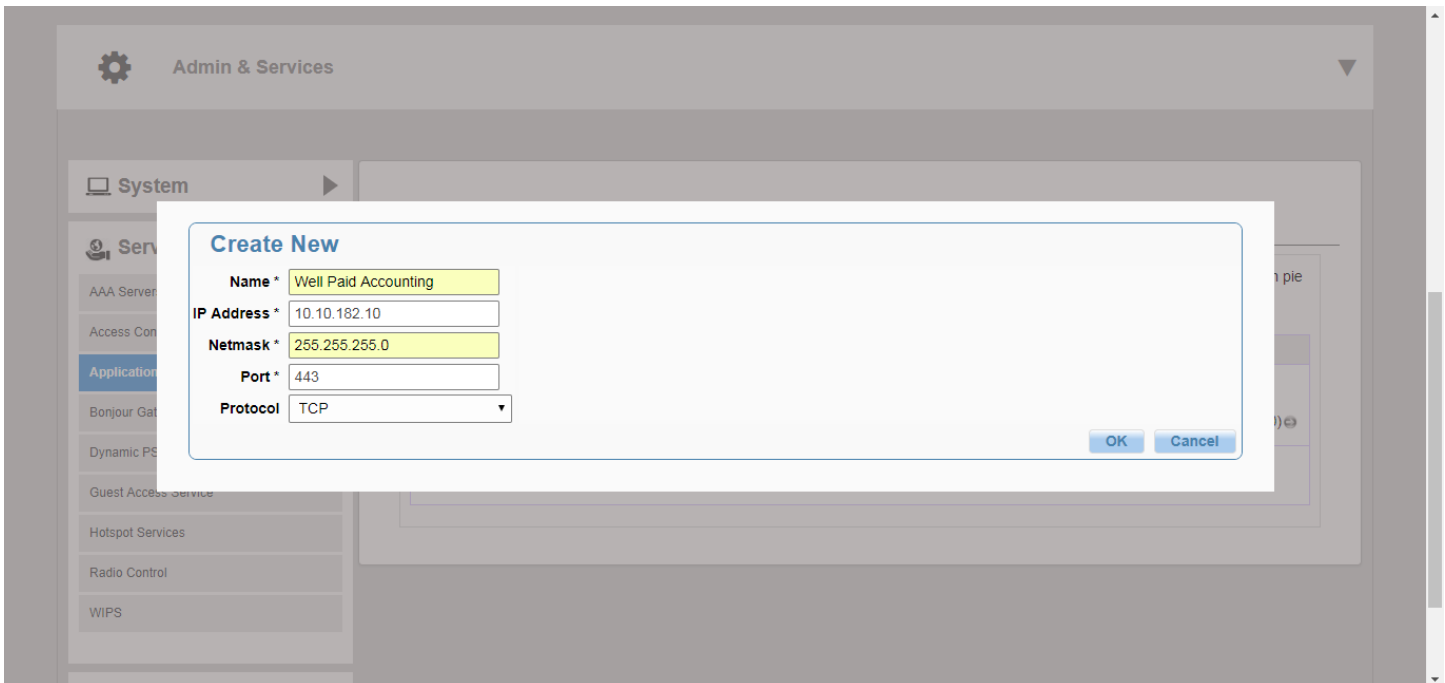 Admin & Services
System
Serv
Create New
Name * Well Paid Accounting
IP Address * 10.10.182.10
Netmask * 255.255.255.0
Port * 443
Protocol TCP
OK Cancel
AAA Server
Access Con
Application
Bonjour Gat
Dynamic PS
Guest Access Service
Hotspot Services
Radio Control
WIPS
pie